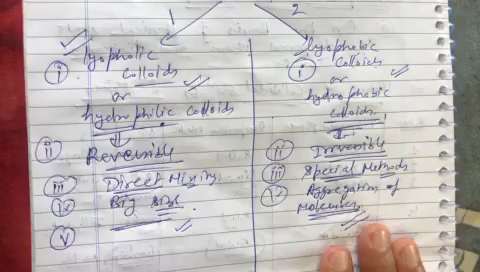 1
2
lyophilic
(i) colloids
or
hydrophilic colloids
(ii) Reversible
(iii) Direct Mixing
(iv) Big size
(v)
lyophobic
(i) colloids
or
hydrophobic
colloids
(ii) Irreversible
(iii) Special Methods
(iv) Aggregation of
Molecules